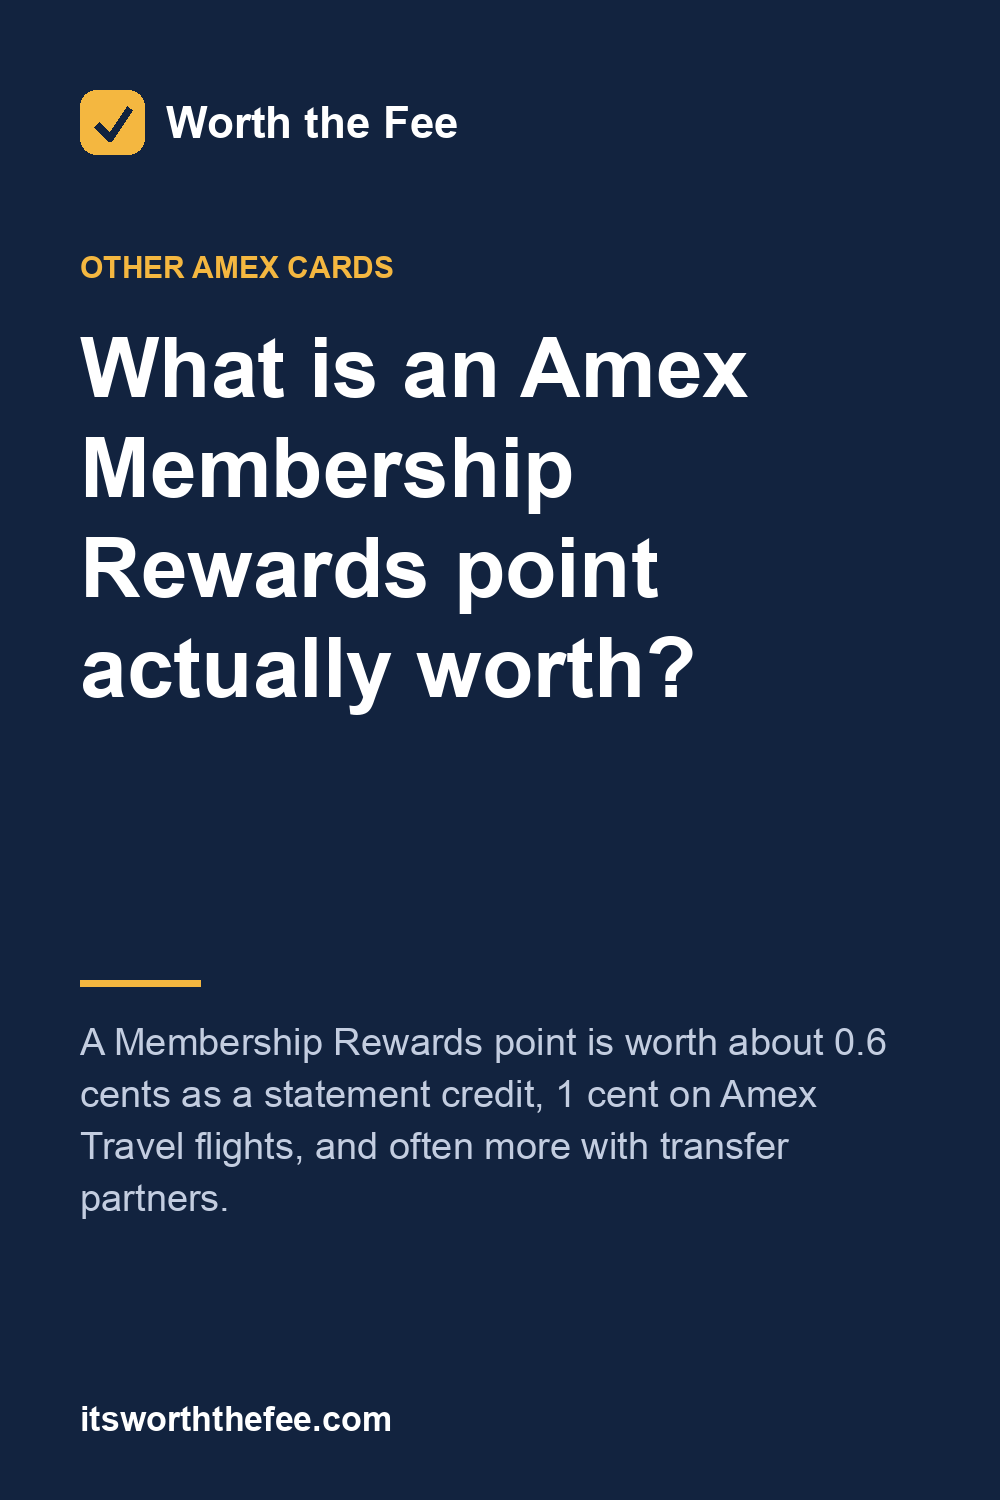 Worth the Fee
OTHER AMEX CARDS
What is an Amex
Membership
Rewards point
actually worth?
A Membership Rewards point is worth about 0.6
cents as a statement credit, 1 cent on Amex
Travel flights, and often more with transfer
partners.
itsworththefee.com